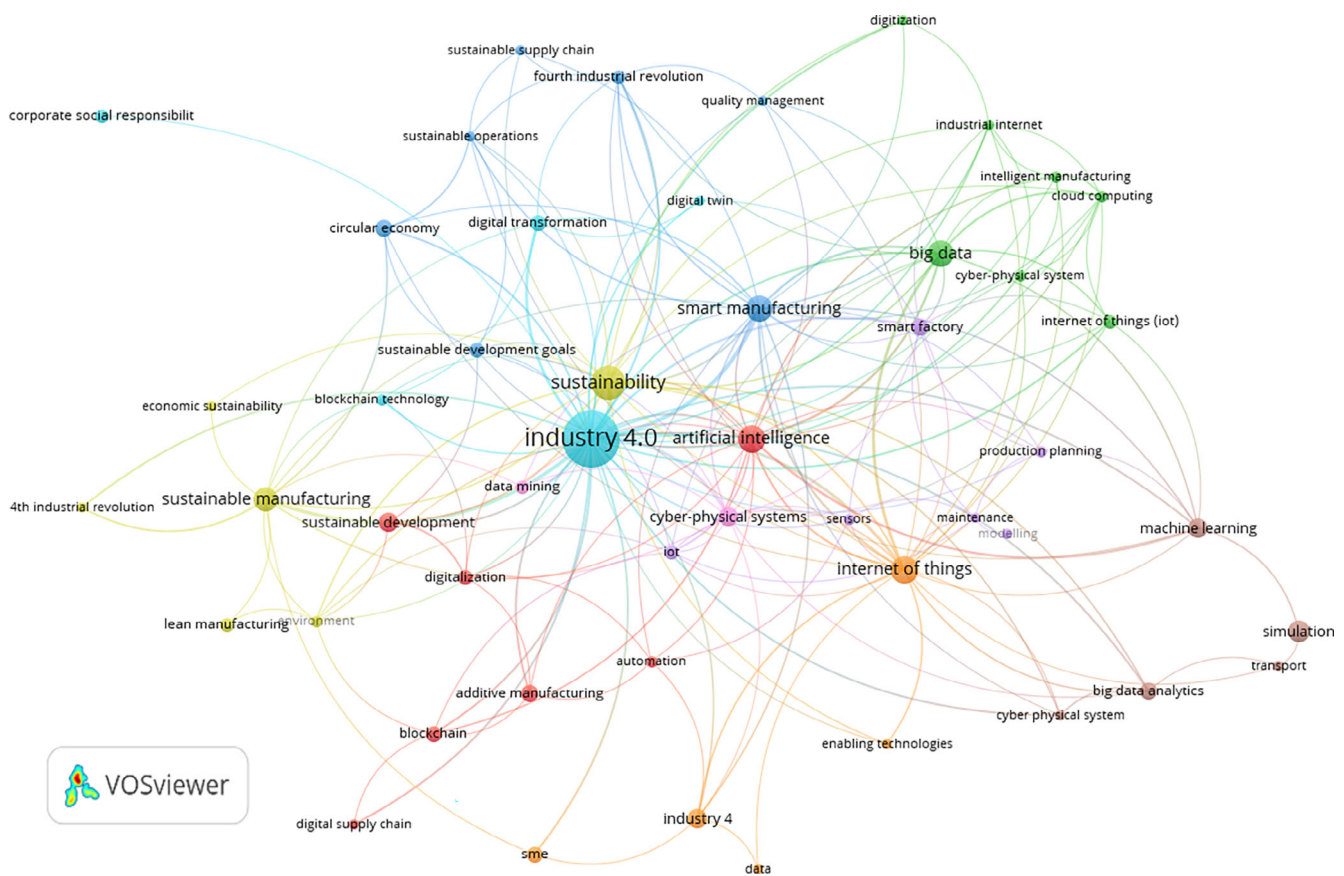 digitization
sustainable supply chain
fourth industrial revolution
quality management
corporate social responsibilit
industrial internet
sustainable operations
intelligent manufacturing
cloud computing
digital twin
digital transformation
circular economy
big data
cyber-physical system
smart manufacturing
internet of things (iot)
smart factory
sustainable development goals
sustainability
blockchain technology
economic sustainability
industry 4.0
artificial intelligence
production planning
data mining
sustainable manufacturing
4th industrial revolution
sustainable development
cyber-physical systems
sensors
maintenance
modelling
machine learning
iot
internet of things
digitalization
lean manufacturing
environment
simulation
automation
transport
additive manufacturing
big data analytics
cyber physical system
blockchain
enabling technologies
VOSviewer
digital supply chain
industry 4
sme
data